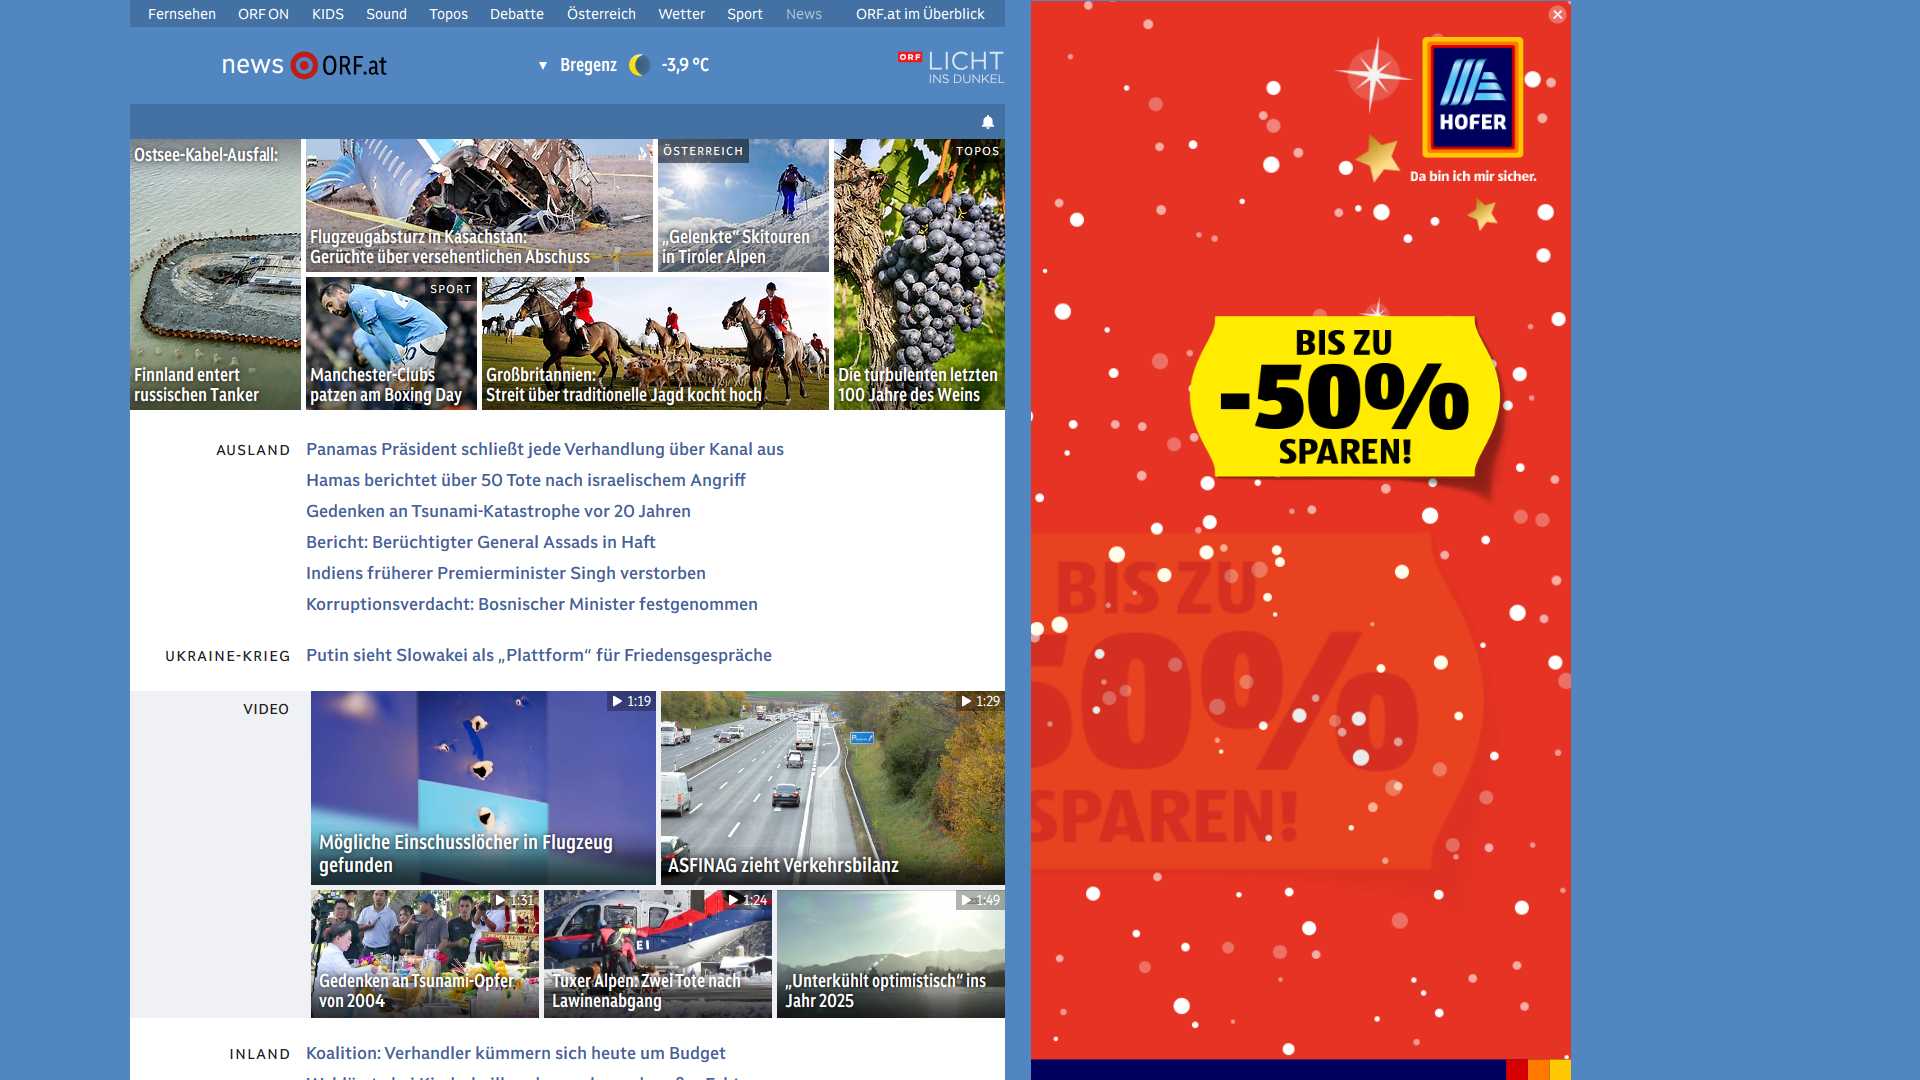 Fernsehen ORF ON KIDS Sound Topos Debatte Österreich Wetter Sport News ORF.at im Überblick
news ORF.at
▼ Bregenz -3,9 °C
ORF LICHT
INS DUNKEL
Ostsee-Kabel-Ausfall:
Finnland entert
russischen Tanker
Flugzeugabsturz in Kasachstan:
Gerüchte über versehentlichen Abschuss
ÖSTERREICH
„Gelenkte“ Skitouren
in Tiroler Alpen
TOPOS
Die turbulenten letzten
100 Jahre des Weins
SPORT
Manchester-Clubs
patzen am Boxing Day
Großbritannien:
Streit über traditionelle Jagd kocht hoch
AUSLAND
Panamas Präsident schließt jede Verhandlung über Kanal aus
Hamas berichtet über 50 Tote nach israelischem Angriff
Gedenken an Tsunami-Katastrophe vor 20 Jahren
Bericht: Berüchtigter General Assads in Haft
Indiens früherer Premierminister Singh verstorben
Korruptionsverdacht: Bosnischer Minister festgenommen
UKRAINE-KRIEG
Putin sieht Slowakei als „Plattform“ für Friedensgespräche
VIDEO
1:19
Mögliche Einschusslöcher in Flugzeug
gefunden
1:29
ASFINAG zieht Verkehrsbilanz
1:31
Gedenken an Tsunami-Opfer
von 2004
1:24
Tuxer Alpen: Zwei Tote nach
Lawinenabgang
1:49
„Unterkühlt optimistisch“ ins
Jahr 2025
INLAND
Koalition: Verhandler kümmern sich heute um Budget
HOFER
Da bin ich mir sicher.
BIS ZU
-50%
SPAREN!
BIS ZU
50%
SPAREN!